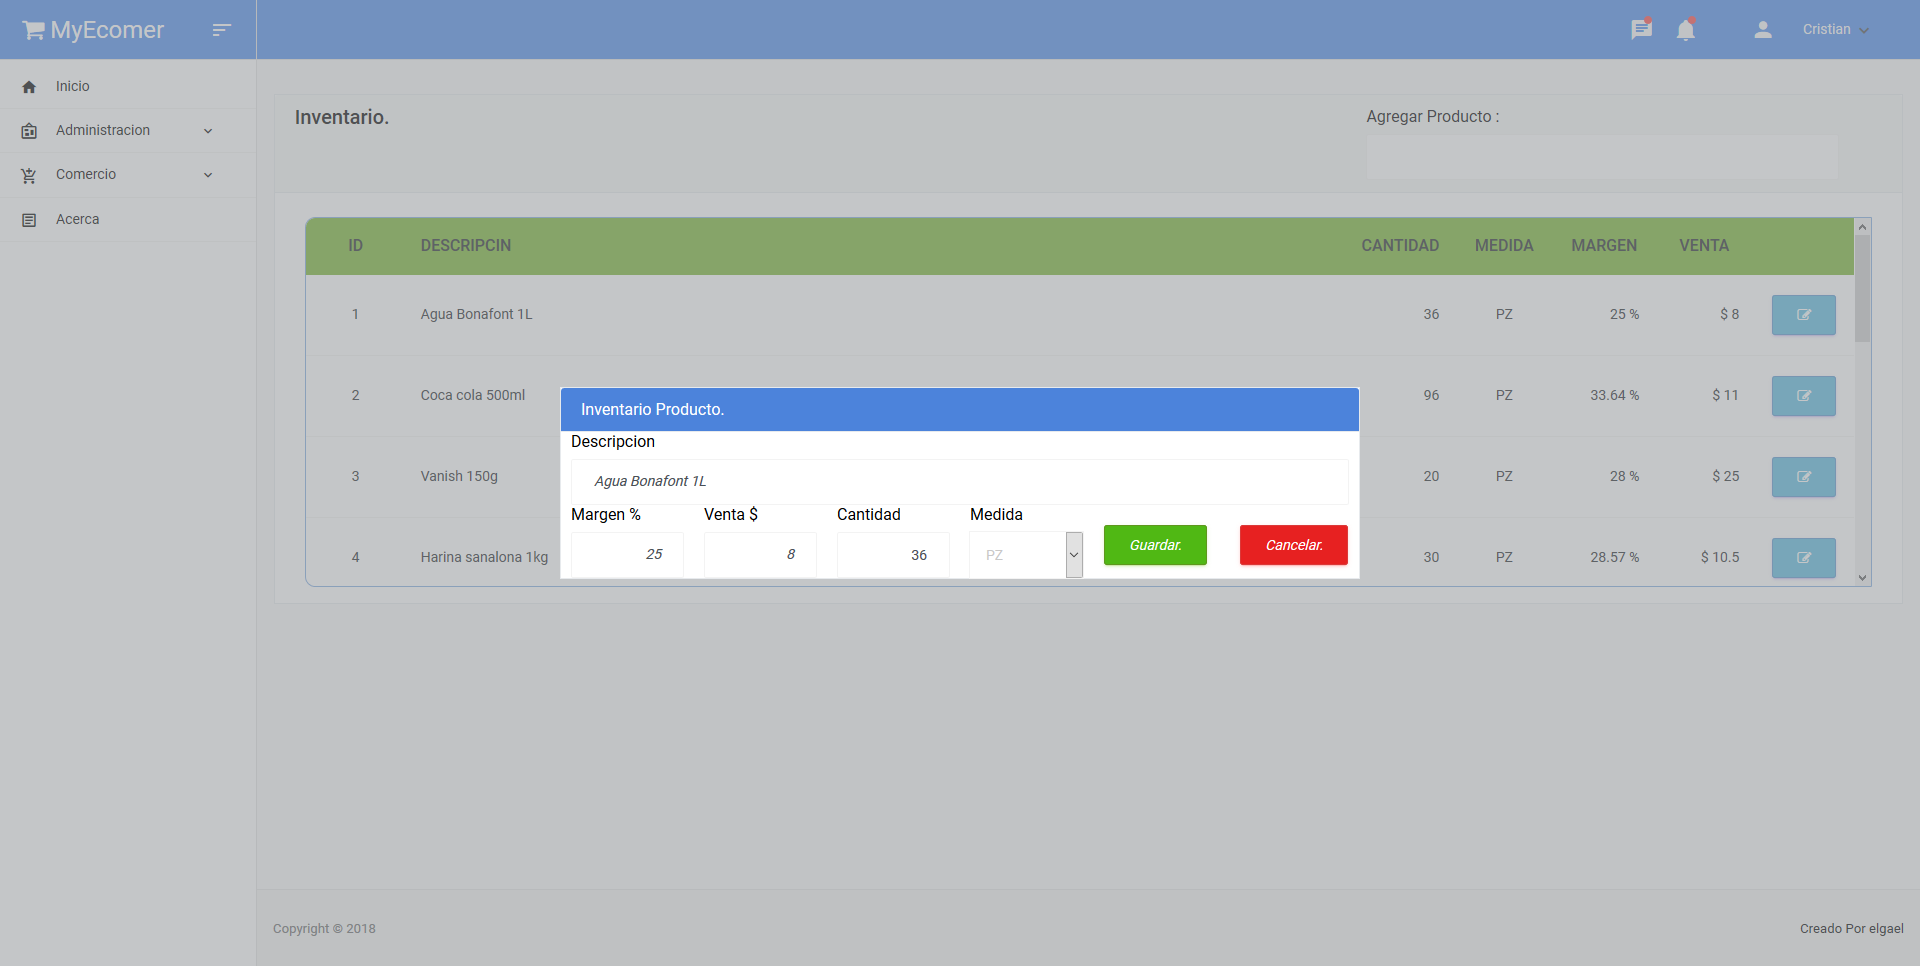 MyEcomer
Cristian
Inicio
Administracion
Comercio
Acerca
Inventario.
Agregar Producto :
ID DESCRIPCIN CANTIDAD MEDIDA MARGEN VENTA
1 Agua Bonafont 1L 36 PZ 25 % $ 8
2 Coca cola 500ml 96 PZ 33.64 % $ 11
3 Vanish 150g 20 PZ 28 % $ 25
4 Harina sanalona 1kg 30 PZ 28.57 % $ 10.5
Inventario Producto.
Descripcion
Agua Bonafont 1L
Margen % Venta $ Cantidad Medida
25 8 36 PZ Guardar. Cancelar.
Copyright © 2018
Creado Por elgael